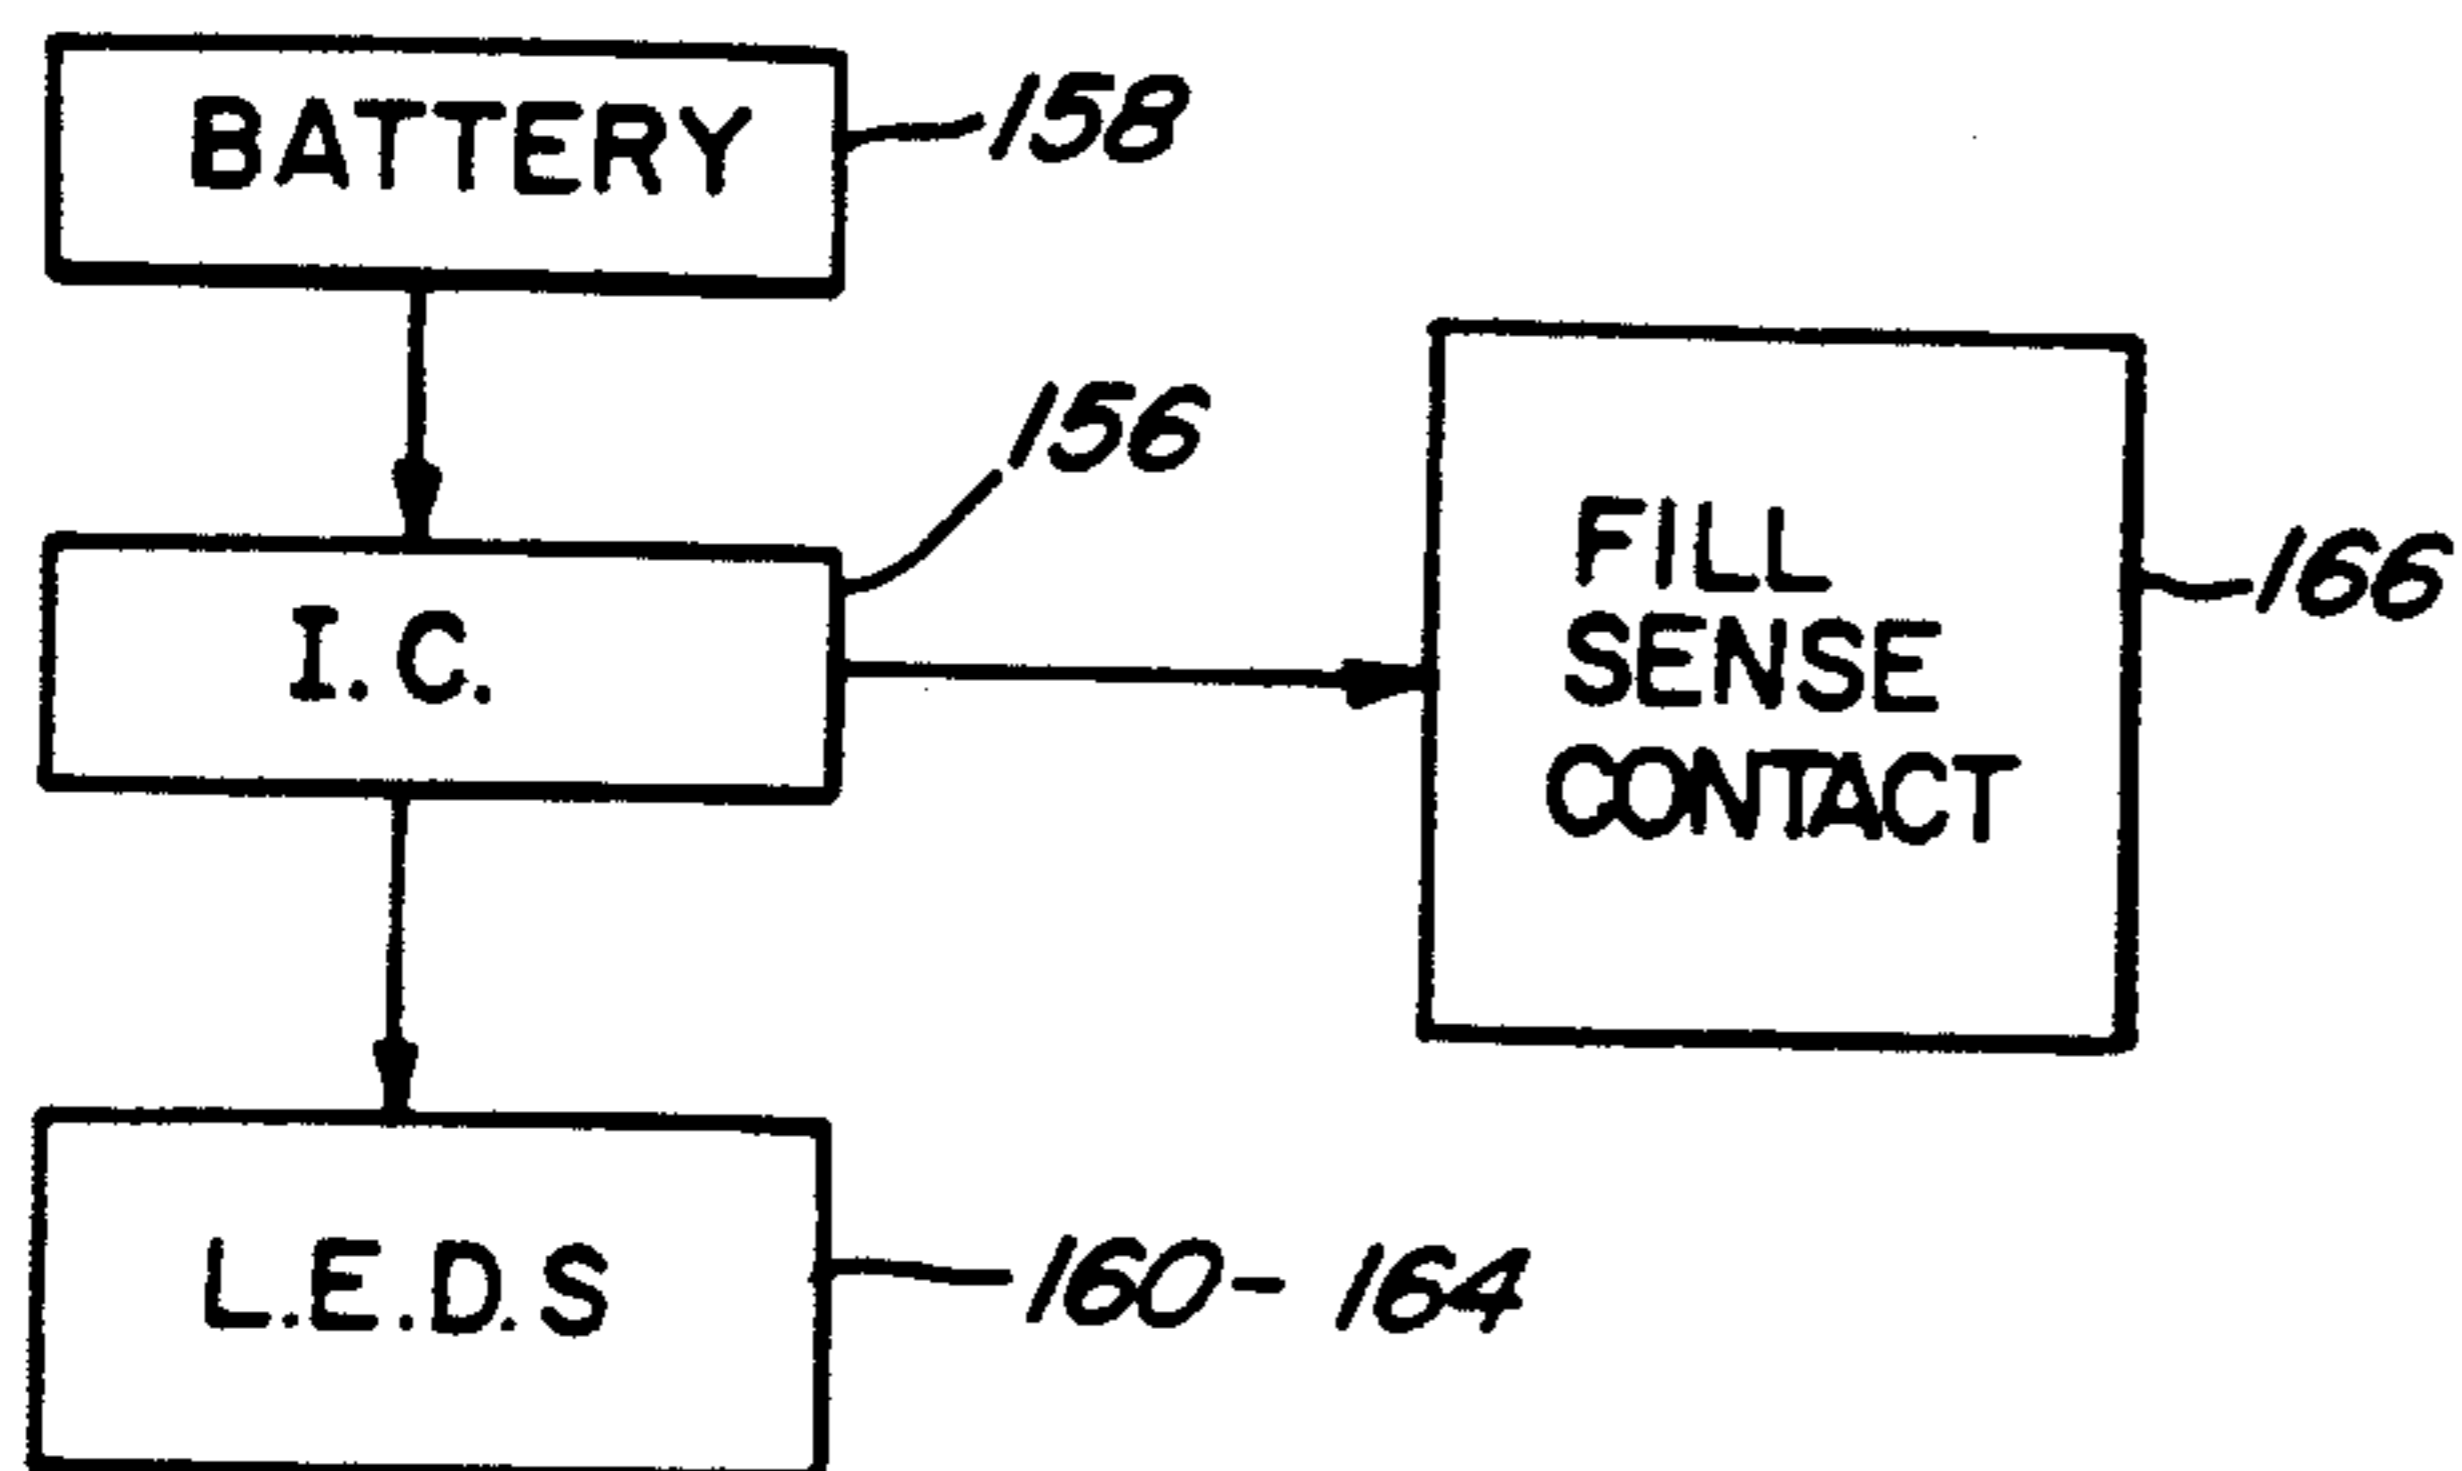 BATTERY
158
156
I.C.
FILL
SENSE
CONTACT
166
L.E.D.S
160- 164